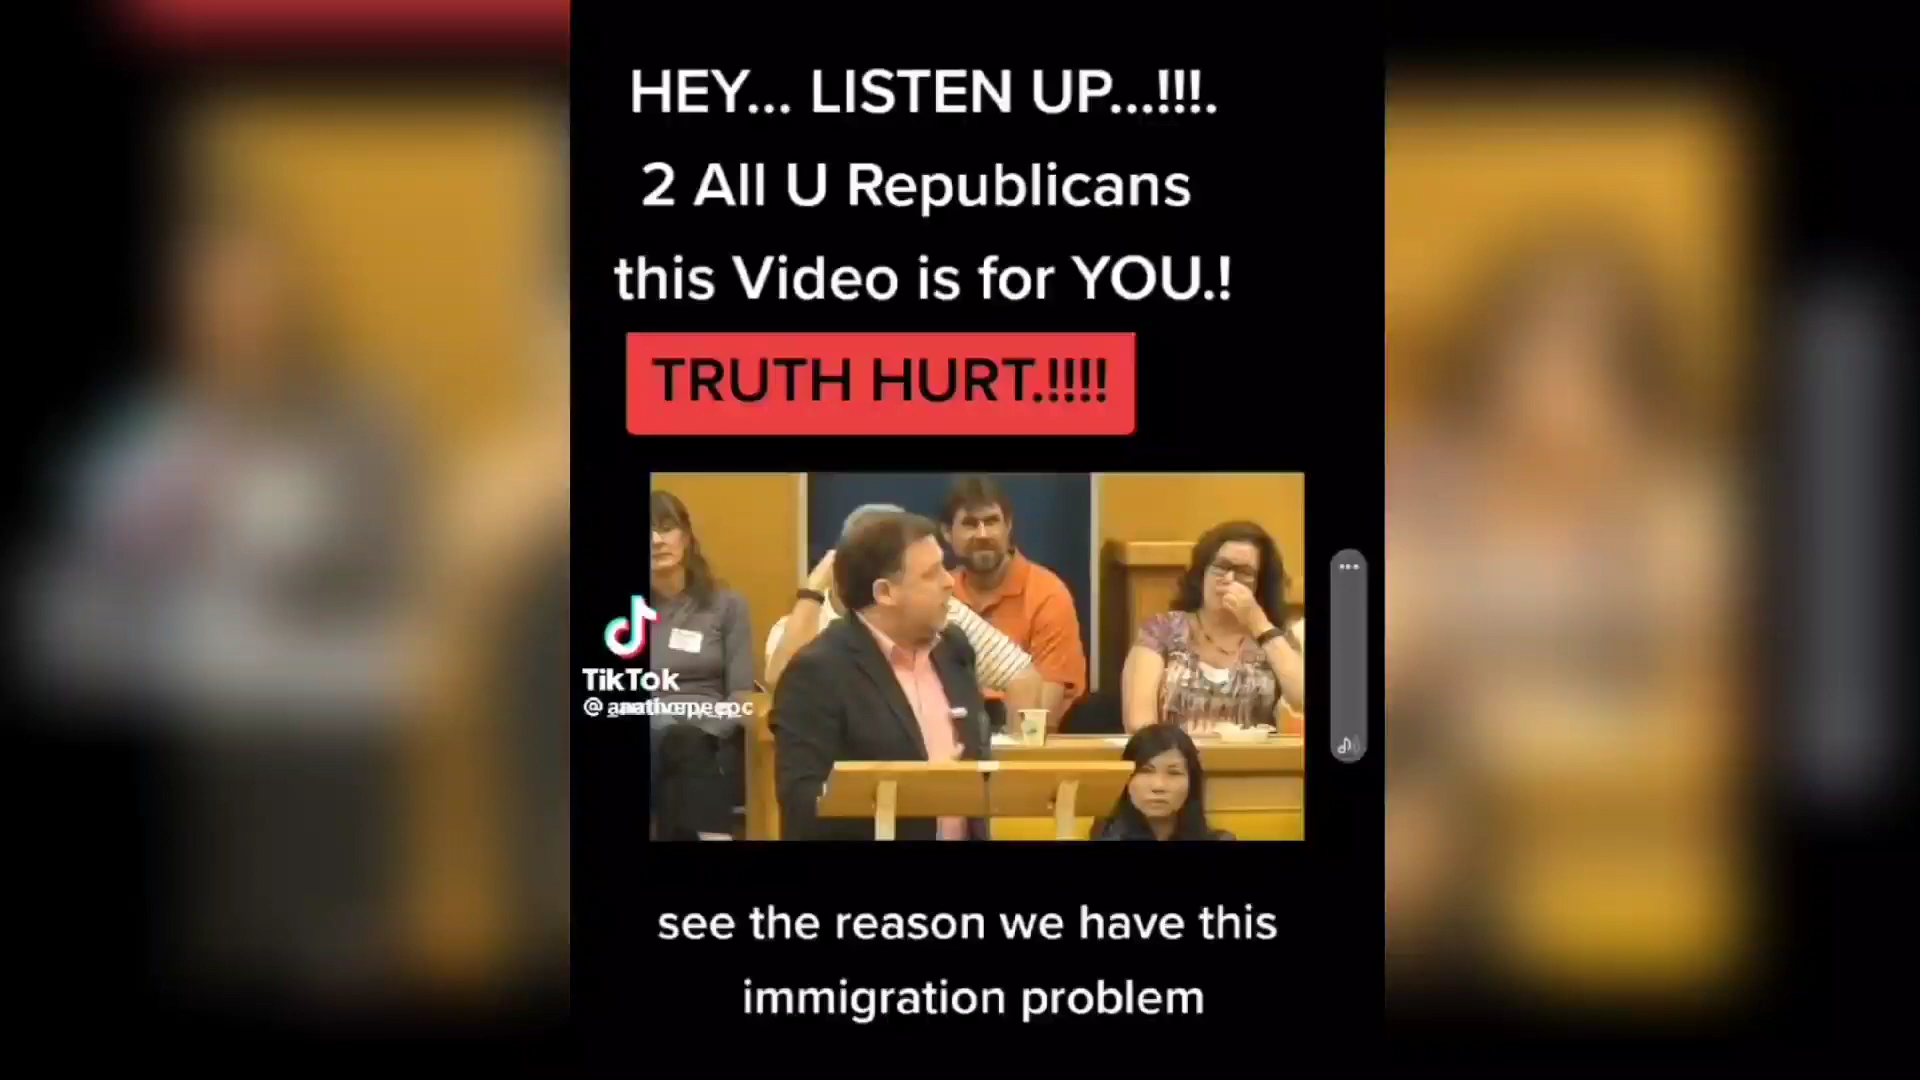 HEY... LISTEN UP...!!!.
2 All U Republicans
this Video is for YOU.!
TRUTH HURT.!!!!
TikTok
see the reason we have this
immigration problem